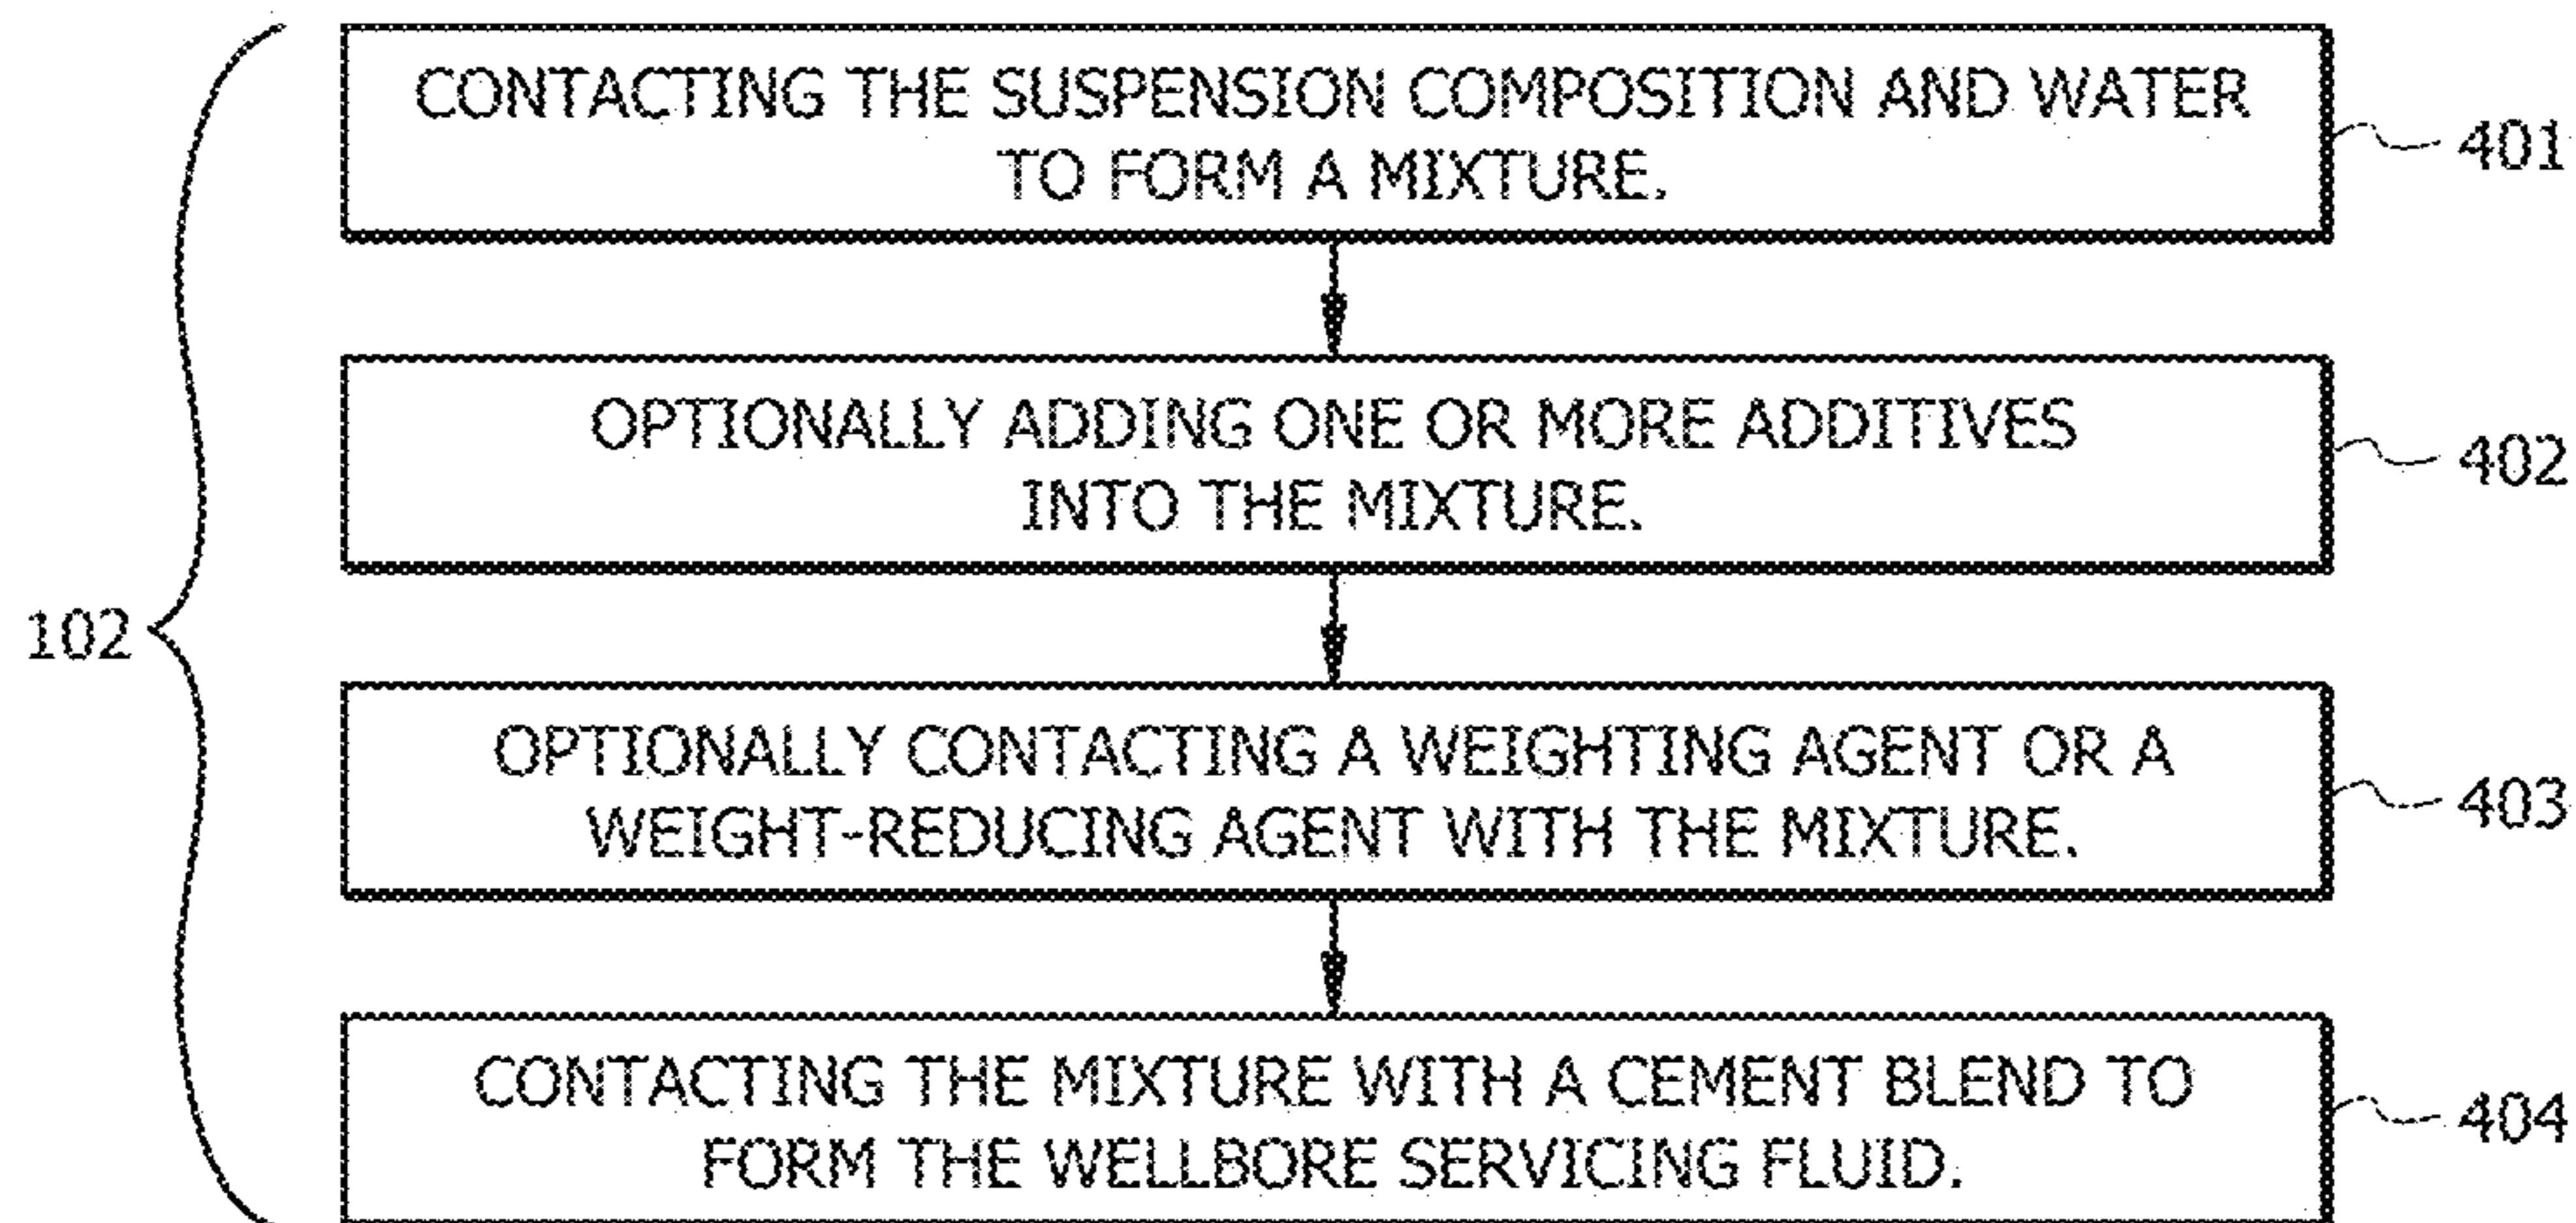 CONTACTING THE SUSPENSION COMPOSITION AND WATER
TO FORM A MIXTURE.
401
OPTIONALLY ADDING ONE OR MORE ADDITIVES
INTO THE MIXTURE.
402
102
OPTIONALLY CONTACTING A WEIGHTING AGENT OR A
WEIGHT-REDUCING AGENT WITH THE MIXTURE.
403
CONTACTING THE MIXTURE WITH A CEMENT BLEND TO
FORM THE WELLBORE SERVICING FLUID.
404